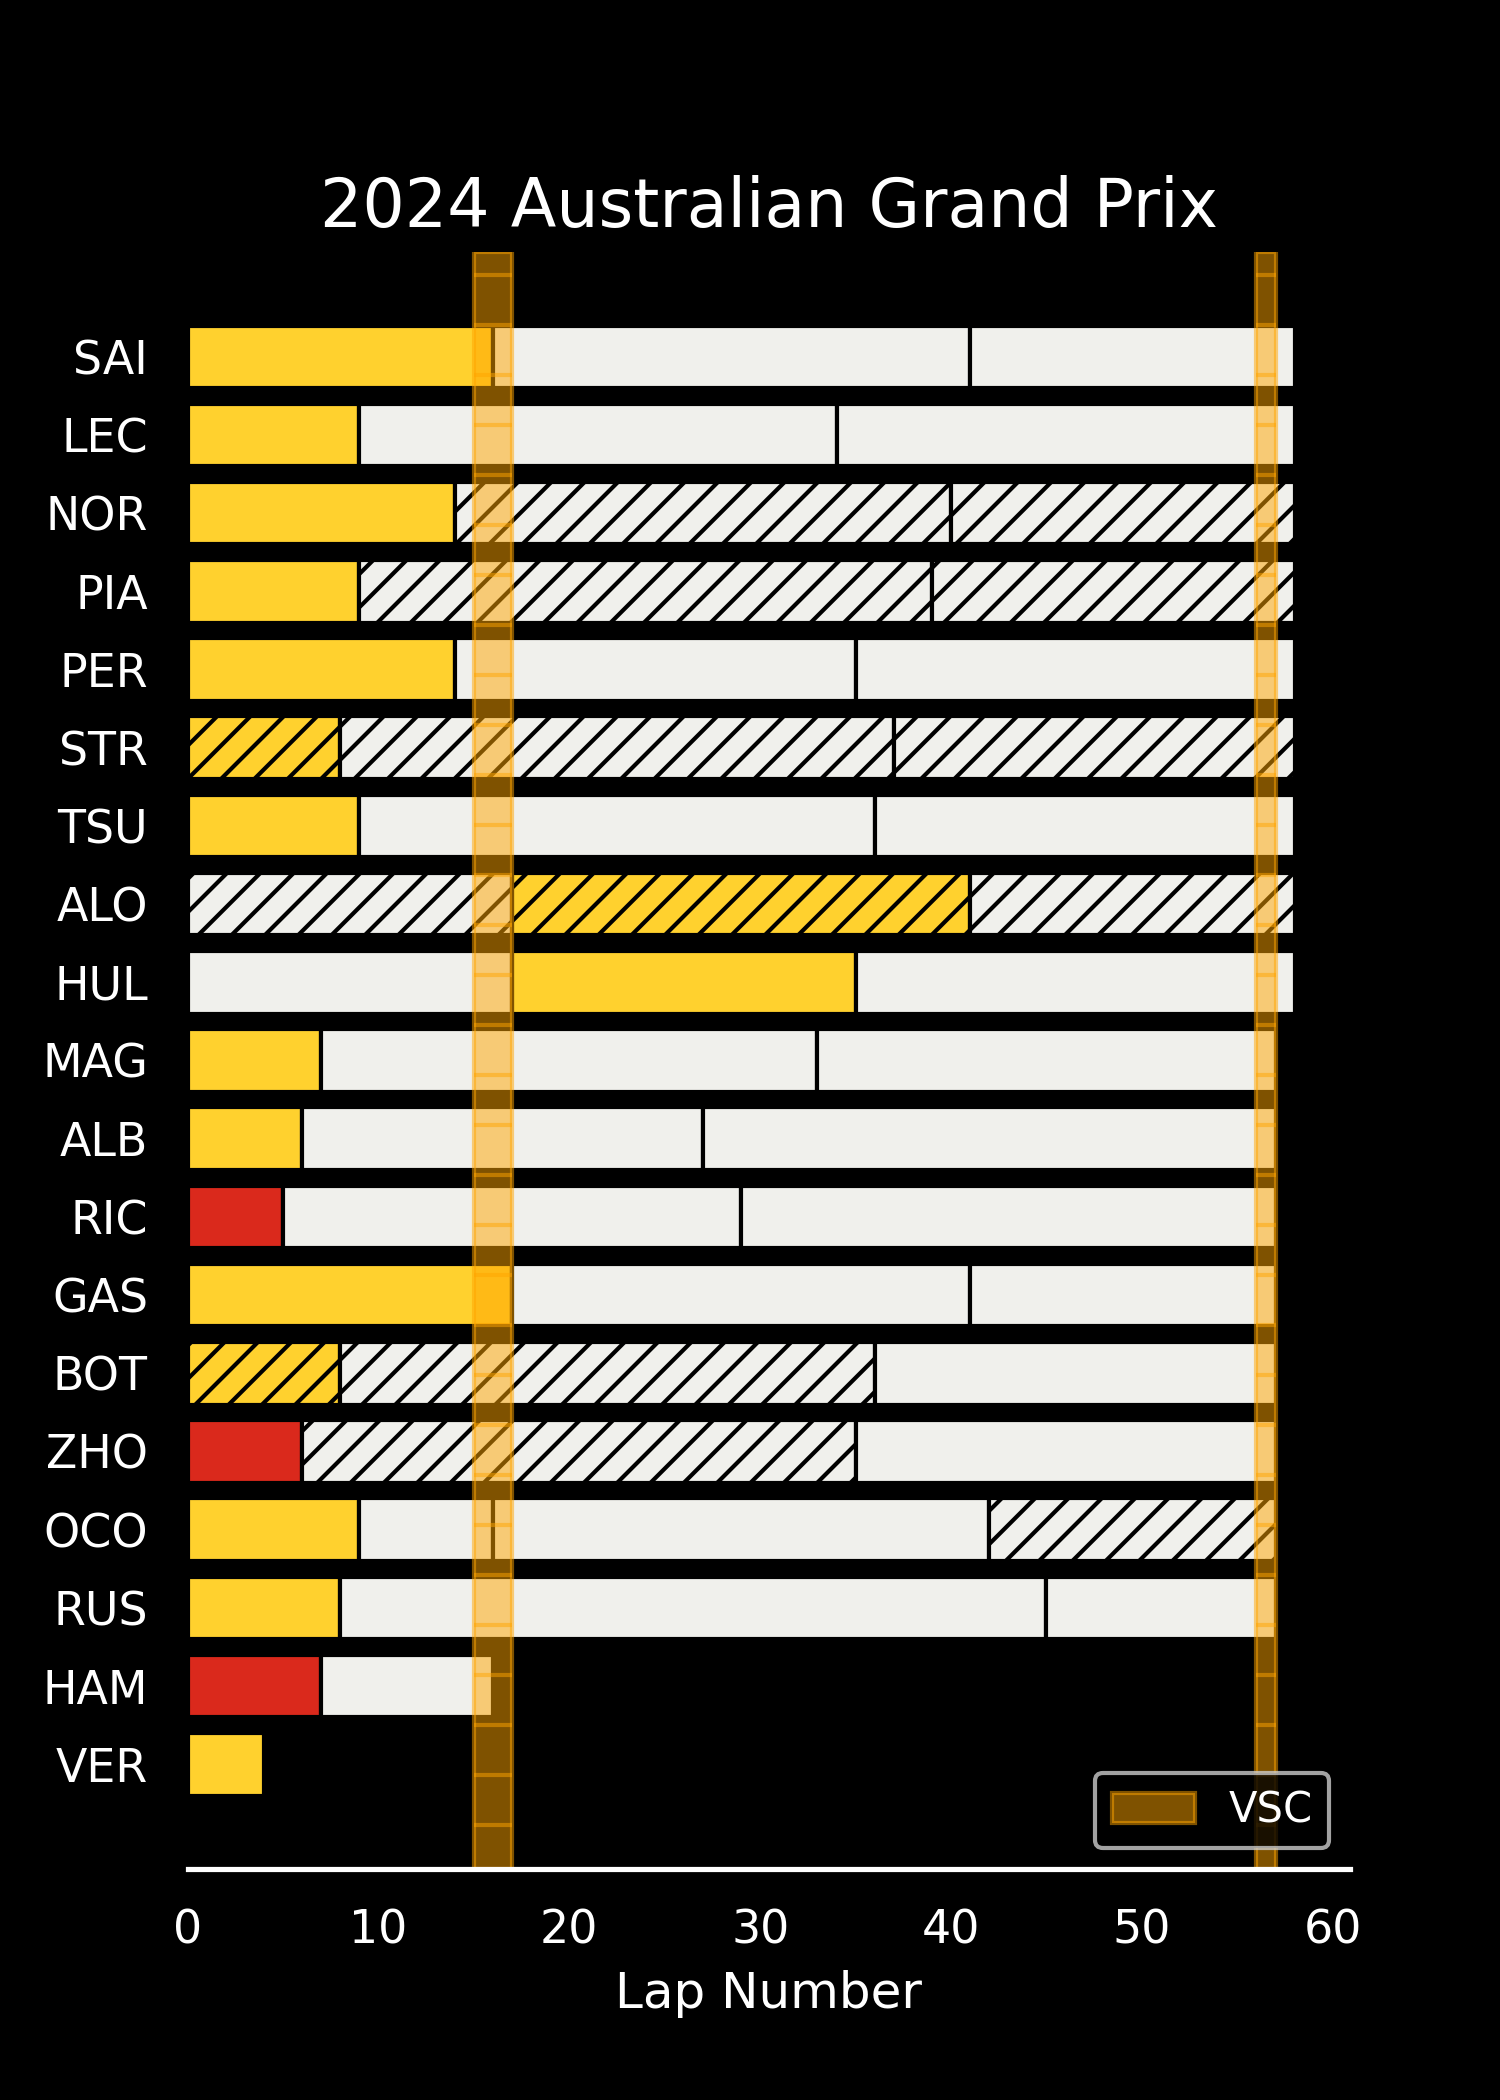 2024 Australian Grand Prix
SAI
LEC
NOR
PIA
PER
STR
TSU
ALO
HUL
MAG
ALB
RIC
GAS
BOT
ZHO
OCO
RUS
HAM
VER
VSC
0 10 20 30 40 50 60
Lap Number